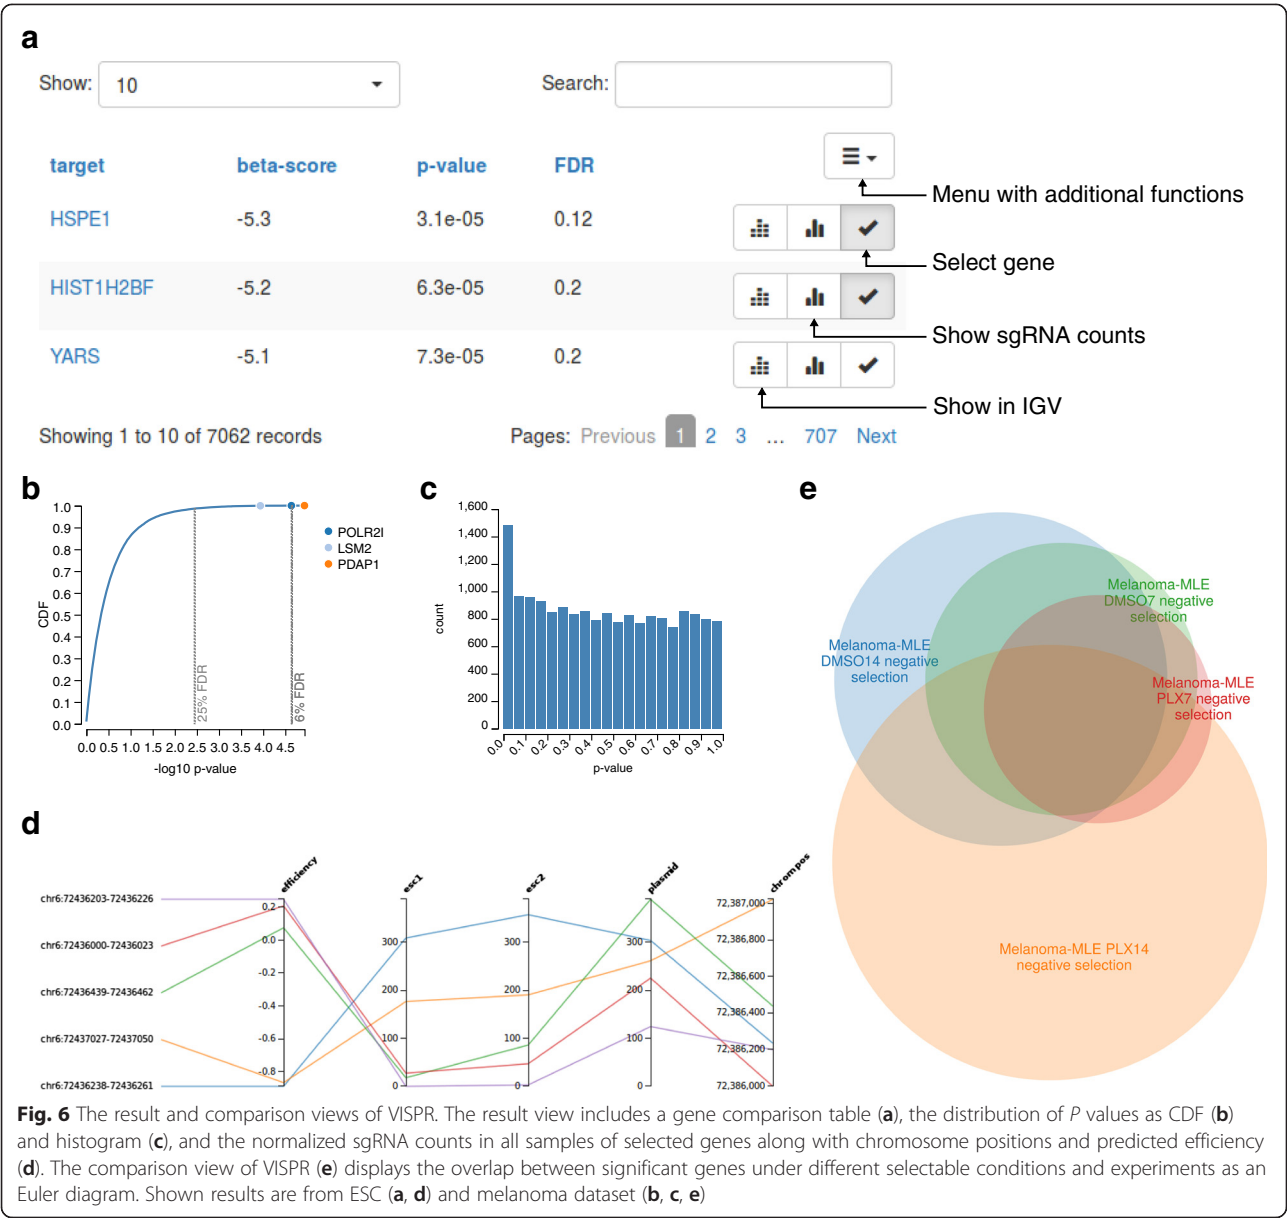 a
Show: 10 Search:
target beta-score p-value FDR
Menu with additional functions
HSPE1 -5.3 3.1e-05 0.12
Select gene
HIST1H2BF -5.2 6.3e-05 0.2
Show sgRNA counts
YARS -5.1 7.3e-05 0.2
Show in IGV
Showing 1 to 10 of 7062 records Pages: Previous 1 2 3 ... 707 Next
b
1.0
0.9
0.8
0.7
0.6
0.5
0.4
0.3
0.2
0.1
0.0
CDF
25% FDR
6% FDR
0.0 0.5 1.0 1.5 2.0 2.5 3.0 3.5 4.0 4.5
-log10 p-value
POLR2I
LSM2
PDAP1
c
1,600
1,400
1,200
1,000
800
600
400
200
0
count
0.0 0.1 0.2 0.3 0.4 0.5 0.6 0.7 0.8 0.9 1.0
p-value
e
Melanoma-MLE
DMSO7 negative
selection
Melanoma-MLE
DMSO14 negative
selection
Melanoma-MLE
PLX7 negative
selection
Melanoma-MLE PLX14
negative selection
d
efficiency esc1 esc2 plasmid chrom pos
chr6:72436203-72436226
chr6:72436000-72436023
chr6:72436439-72436462
chr6:72437027-72437050
chr6:72436238-72436261
0.2
0.0
-0.2
-0.4
-0.6
-0.8
300
200
100
0
300
200
100
0
300
200
100
0
72,387,000
72,386,800
72,386,600
72,386,400
72,386,200
72,386,000
Fig. 6 The result and comparison views of VISPR. The result view includes a gene comparison table (a), the distribution of P values as CDF (b)
and histogram (c), and the normalized sgRNA counts in all samples of selected genes along with chromosome positions and predicted efficiency
(d). The comparison view of VISPR (e) displays the overlap between significant genes under different selectable conditions and experiments as an
Euler diagram. Shown results are from ESC (a, d) and melanoma dataset (b, c, e)